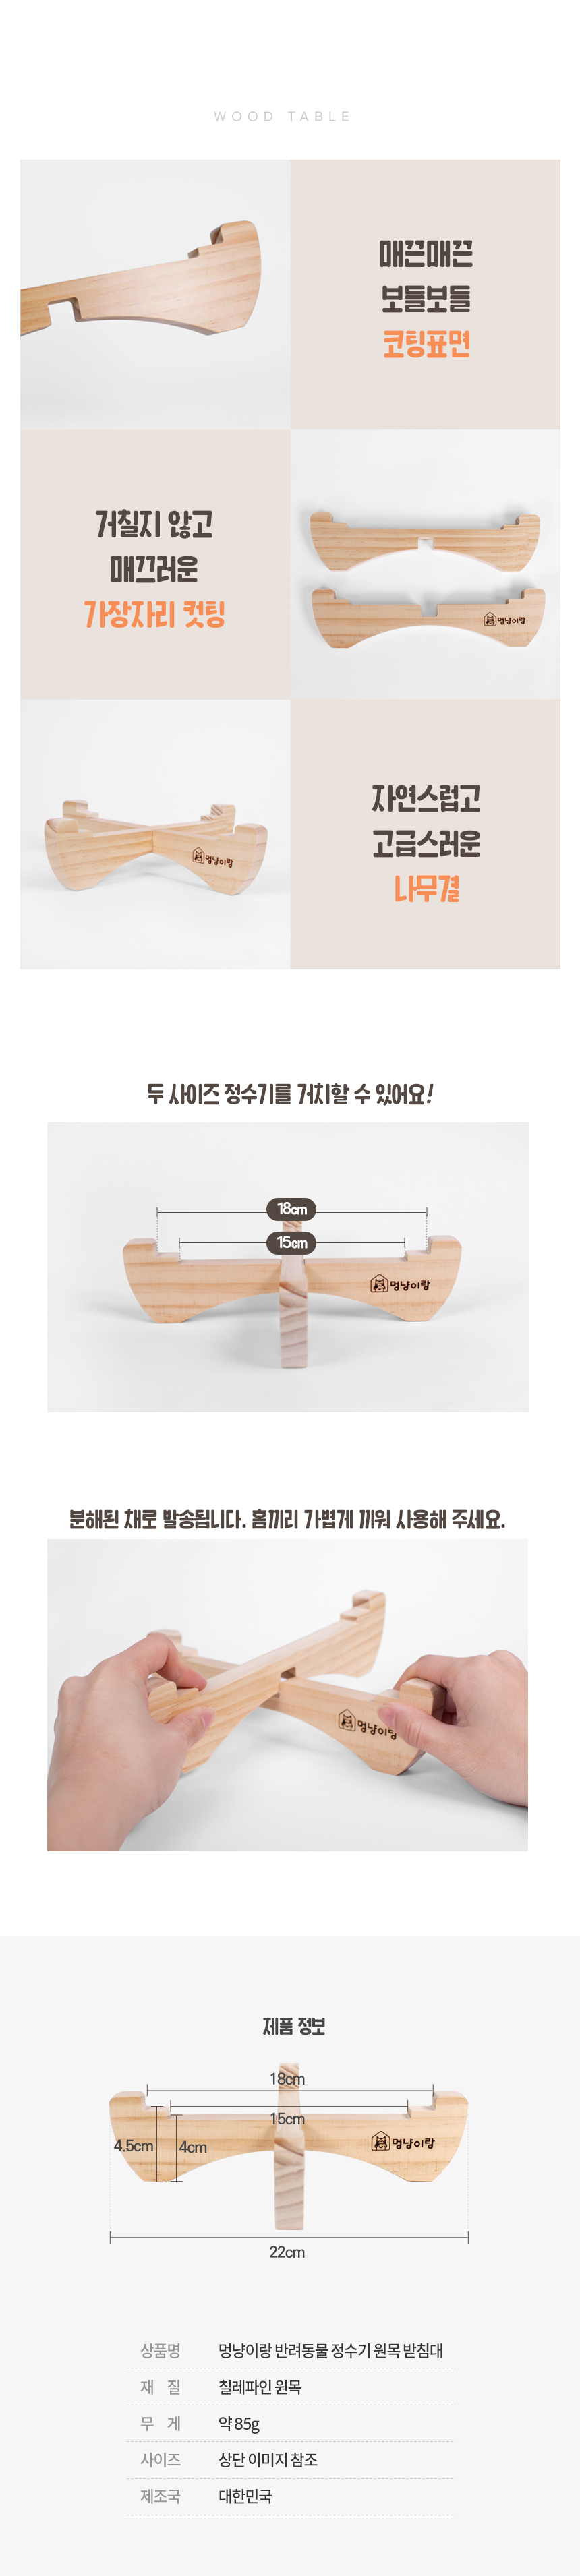 WOOD TABLE
매끈매끈
보들보들
코팅표면
거칠지 않고
매끄러운
가장자리 컷팅
멍냥이랑
멍냥이랑
자연스럽고
고급스러운
나무결
두 사이즈 정수기를 거치할 수 있어요!
18cm
15cm
멍냥이랑
분해된 채로 발송됩니다. 홈끼리 가볍게 끼워 사용해 주세요.
멍냥이랑
제품 정보
18cm
15cm
4.5cm 4cm
멍냥이랑
22cm
상품명 멍냥이랑 반려동물 정수기 원목 받침대
재 질 칠레파인 원목
무 게 약 85g
사이즈 상단 이미지 참조
제조국 대한민국